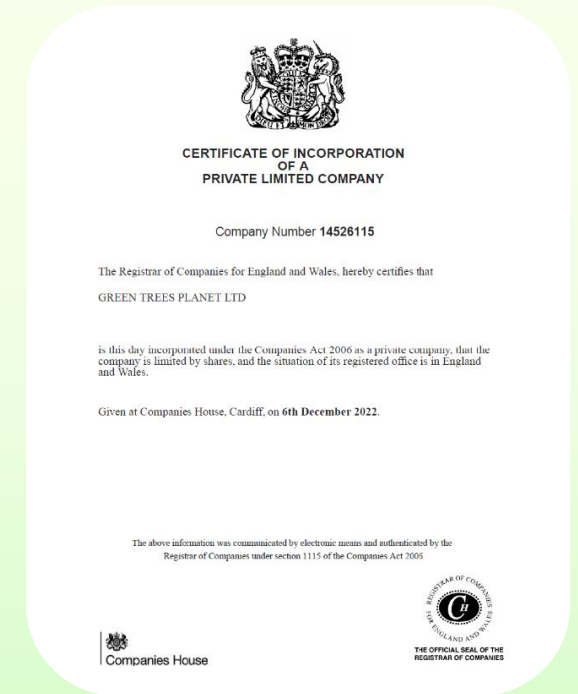 CERTIFICATE OF INCORPORATION
OF A
PRIVATE LIMITED COMPANY
Company Number 14526115
The Registrar of Companies for England and Wales, hereby certifies that
GREEN TREES PLANET LTD
is this day incorporated under the Companies Act 2006 as a private company, that the
company is limited by shares, and the situation of its registered office is in England
and Wales.
Given at Companies House, Cardiff, on 6th December 2022.
The above information was communicated by electronic means and authenticated by the
Registrar of Companies under section 1115 of the Companies Act 2006
Companies House
REGISTRAR OF COMPANIES
FOR ENGLAND AND WALES
CH
THE OFFICIAL SEAL OF THE
REGISTRAR OF COMPANIES